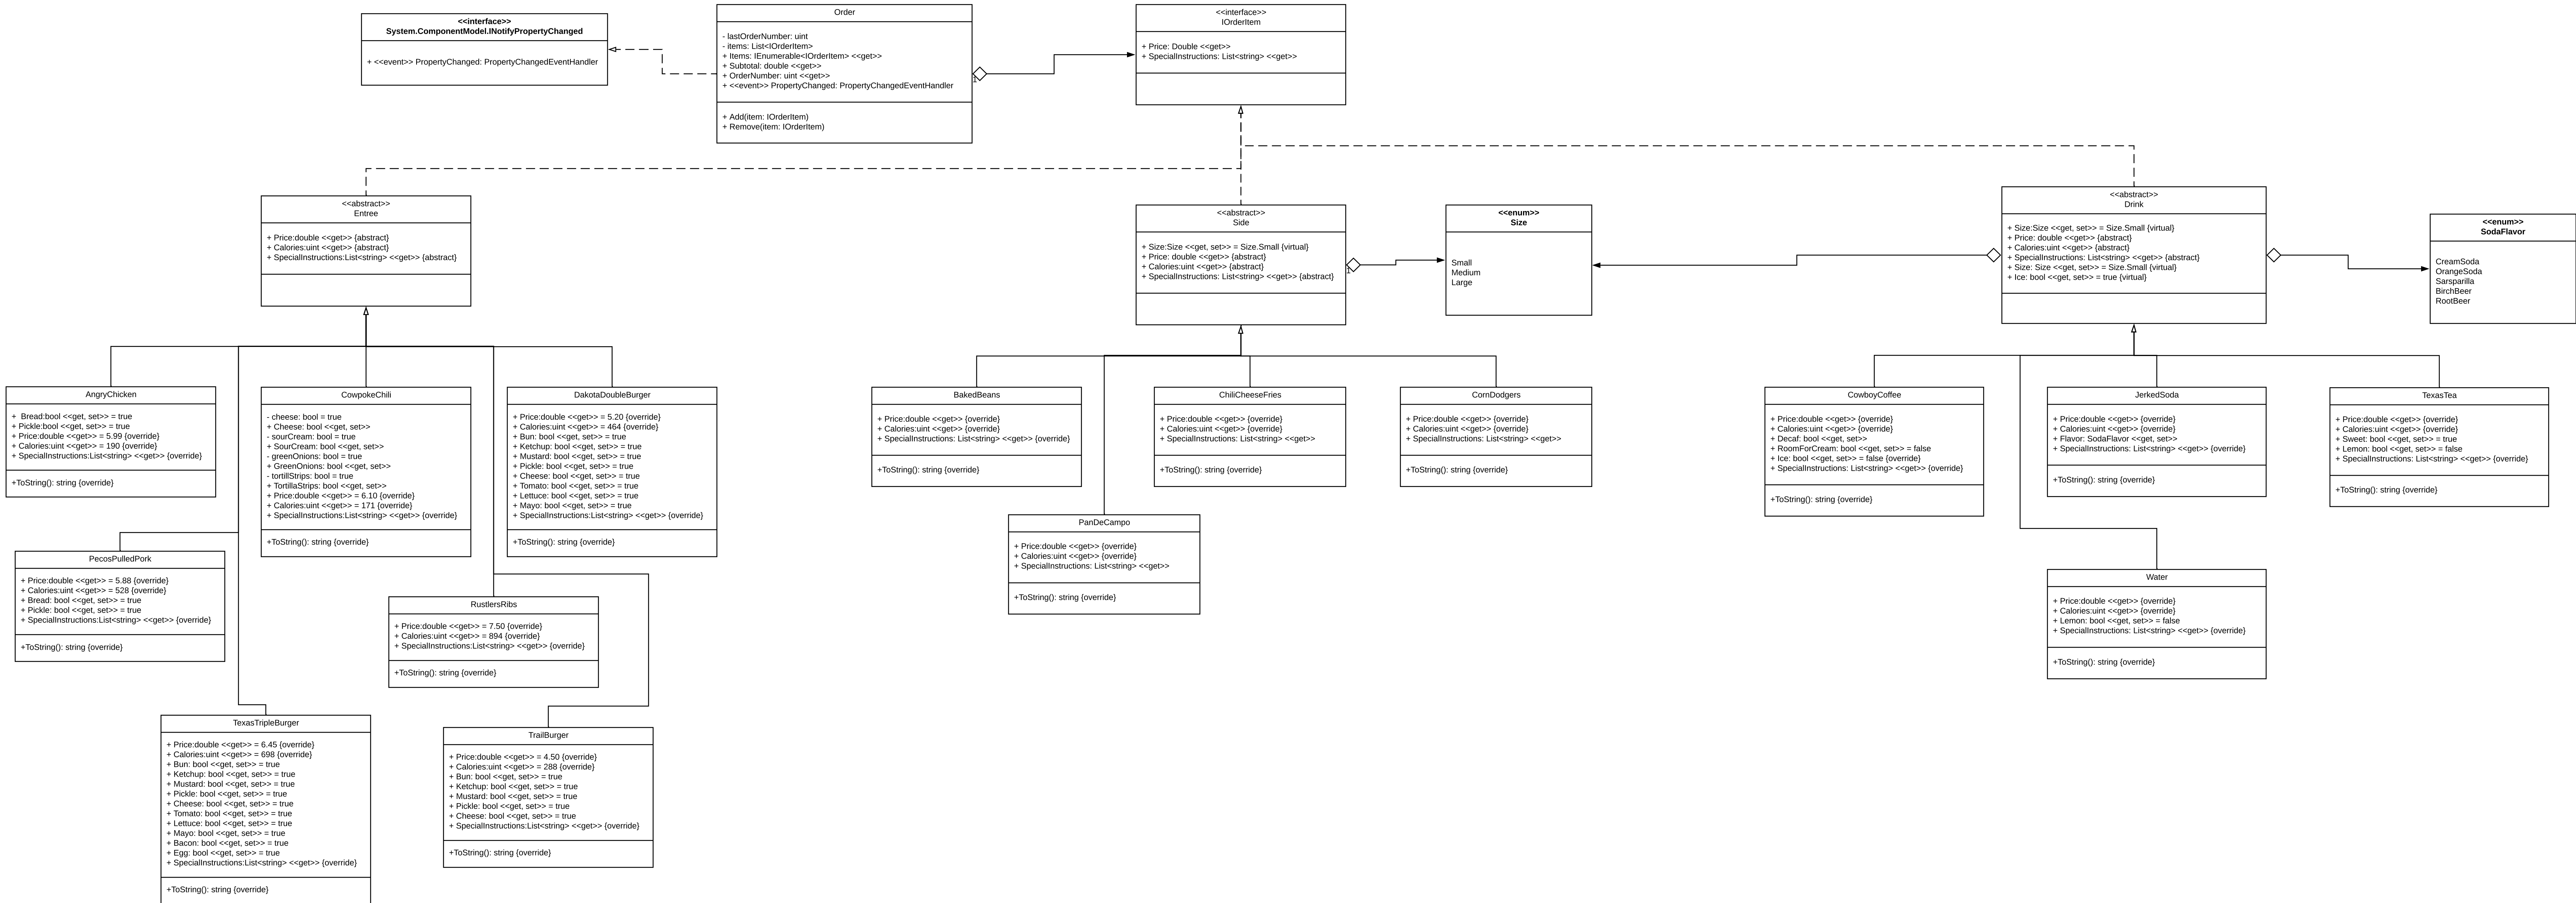 <<interface>>
System.ComponentModel.INotifyPropertyChanged
+ <<event>> PropertyChanged: PropertyChangedEventHandler
Order
- lastOrderNumber: uint
- items: List<IOrderItem>
+ Items: IEnumerable<IOrderItem> <<get>>
+ Subtotal: double <<get>>
+ OrderNumber: uint <<get>>
+ <<event>> PropertyChanged: PropertyChangedEventHandler
+ Add(item: IOrderItem)
+ Remove(item: IOrderItem)
1
<<interface>>
IOrderItem
+ Price: Double <<get>>
+ SpecialInstructions: List<string> <<get>>
<<abstract>>
Entree
+ Price:double <<get>> {abstract}
+ Calories:uint <<get>> {abstract}
+ SpecialInstructions:List<string> <<get>> {abstract}
<<abstract>>
Side
+ Size:Size <<get, set>> = Size.Small {virtual}
+ Price: double <<get>> {abstract}
+ Calories:uint <<get>> {abstract}
+ SpecialInstructions: List<string> <<get>> {abstract}
1
<<enum>>
Size
Small
Medium
Large
<<abstract>>
Drink
+ Size:Size <<get, set>> = Size.Small {virtual}
+ Price: double <<get>> {abstract}
+ Calories:uint <<get>> {abstract}
+ SpecialInstructions: List<string> <<get>> {abstract}
+ Size: Size <<get, set>> = Size.Small {virtual}
+ Ice: bool <<get, set>> = true {virtual}
<<enum>>
SodaFlavor
CreamSoda
OrangeSoda
Sarsparilla
BirchBeer
RootBeer
AngryChicken
+ Bread:bool <<get, set>> = true
+ Pickle:bool <<get, set>> = true
+ Price:double <<get>> = 5.99 {override}
+ Calories:uint <<get>> = 190 {override}
+ SpecialInstructions:List<string> <<get>> {override}
+ToString(): string {override}
CowpokeChili
- cheese: bool = true
+ Cheese: bool <<get, set>>
- sourCream: bool = true
+ SourCream: bool <<get, set>>
- greenOnions: bool = true
+ GreenOnions: bool <<get, set>>
- tortillStrips: bool = true
+ TortillaStrips: bool <<get, set>>
+ Price:double <<get>> = 6.10 {override}
+ Calories:uint <<get>> = 171 {override}
+ SpecialInstructions:List<string> <<get>> {override}
+ToString(): string {override}
DakotaDoubleBurger
+ Price:double <<get>> = 5.20 {override}
+ Calories:uint <<get>> = 464 {override}
+ Bun: bool <<get, set>> = true
+ Ketchup: bool <<get, set>> = true
+ Mustard: bool <<get, set>> = true
+ Pickle: bool <<get, set>> = true
+ Cheese: bool <<get, set>> = true
+ Tomato: bool <<get, set>> = true
+ Lettuce: bool <<get, set>> = true
+ Mayo: bool <<get, set>> = true
+ SpecialInstructions:List<string> <<get>> {override}
+ToString(): string {override}
BakedBeans
+ Price:double <<get>> {override}
+ Calories:uint <<get>> {override}
+ SpecialInstructions: List<string> <<get>> {override}
+ToString(): string {override}
ChiliCheeseFries
+ Price:double <<get>> {override}
+ Calories:uint <<get>> {override}
+ SpecialInstructions: List<string> <<get>>
+ToString(): string {override}
CornDodgers
+ Price:double <<get>> {override}
+ Calories:uint <<get>> {override}
+ SpecialInstructions: List<string> <<get>>
+ToString(): string {override}
CowboyCoffee
+ Price:double <<get>> {override}
+ Calories:uint <<get>> {override}
+ Decaf: bool <<get, set>>
+ RoomForCream: bool <<get, set>> = false
+ Ice: bool <<get, set>> = false {override}
+ SpecialInstructions: List<string> <<get>> {override}
+ToString(): string {override}
JerkedSoda
+ Price:double <<get>> {override}
+ Calories:uint <<get>> {override}
+ Flavor: SodaFlavor <<get, set>>
+ SpecialInstructions: List<string> <<get>> {override}
+ToString(): string {override}
TexasTea
+ Price:double <<get>> {override}
+ Calories:uint <<get>> {override}
+ Sweet: bool <<get, set>> = true
+ Lemon: bool <<get, set>> = false
+ SpecialInstructions: List<string> <<get>> {override}
+ToString(): string {override}
PecosPulledPork
+ Price:double <<get>> = 5.88 {override}
+ Calories:uint <<get>> = 528 {override}
+ Bread: bool <<get, set>> = true
+ Pickle: bool <<get, set>> = true
+ SpecialInstructions:List<string> <<get>> {override}
+ToString(): string {override}
RustlersRibs
+ Price:double <<get>> = 7.50 {override}
+ Calories:uint <<get>> = 894 {override}
+ SpecialInstructions:List<string> <<get>> {override}
+ToString(): string {override}
PanDeCampo
+ Price:double <<get>> {override}
+ Calories:uint <<get>> {override}
+ SpecialInstructions: List<string> <<get>>
+ToString(): string {override}
Water
+ Price:double <<get>> {override}
+ Calories:uint <<get>> {override}
+ Lemon: bool <<get, set>> = false
+ SpecialInstructions: List<string> <<get>> {override}
+ToString(): string {override}
TexasTripleBurger
+ Price:double <<get>> = 6.45 {override}
+ Calories:uint <<get>> = 698 {override}
+ Bun: bool <<get, set>> = true
+ Ketchup: bool <<get, set>> = true
+ Mustard: bool <<get, set>> = true
+ Pickle: bool <<get, set>> = true
+ Cheese: bool <<get, set>> = true
+ Tomato: bool <<get, set>> = true
+ Lettuce: bool <<get, set>> = true
+ Mayo: bool <<get, set>> = true
+ Bacon: bool <<get, set>> = true
+ Egg: bool <<get, set>> = true
+ SpecialInstructions:List<string> <<get>> {override}
+ToString(): string {override}
TrailBurger
+ Price:double <<get>> = 4.50 {override}
+ Calories:uint <<get>> = 288 {override}
+ Bun: bool <<get, set>> = true
+ Ketchup: bool <<get, set>> = true
+ Mustard: bool <<get, set>> = true
+ Pickle: bool <<get, set>> = true
+ Cheese: bool <<get, set>> = true
+ SpecialInstructions:List<string> <<get>> {override}
+ToString(): string {override}